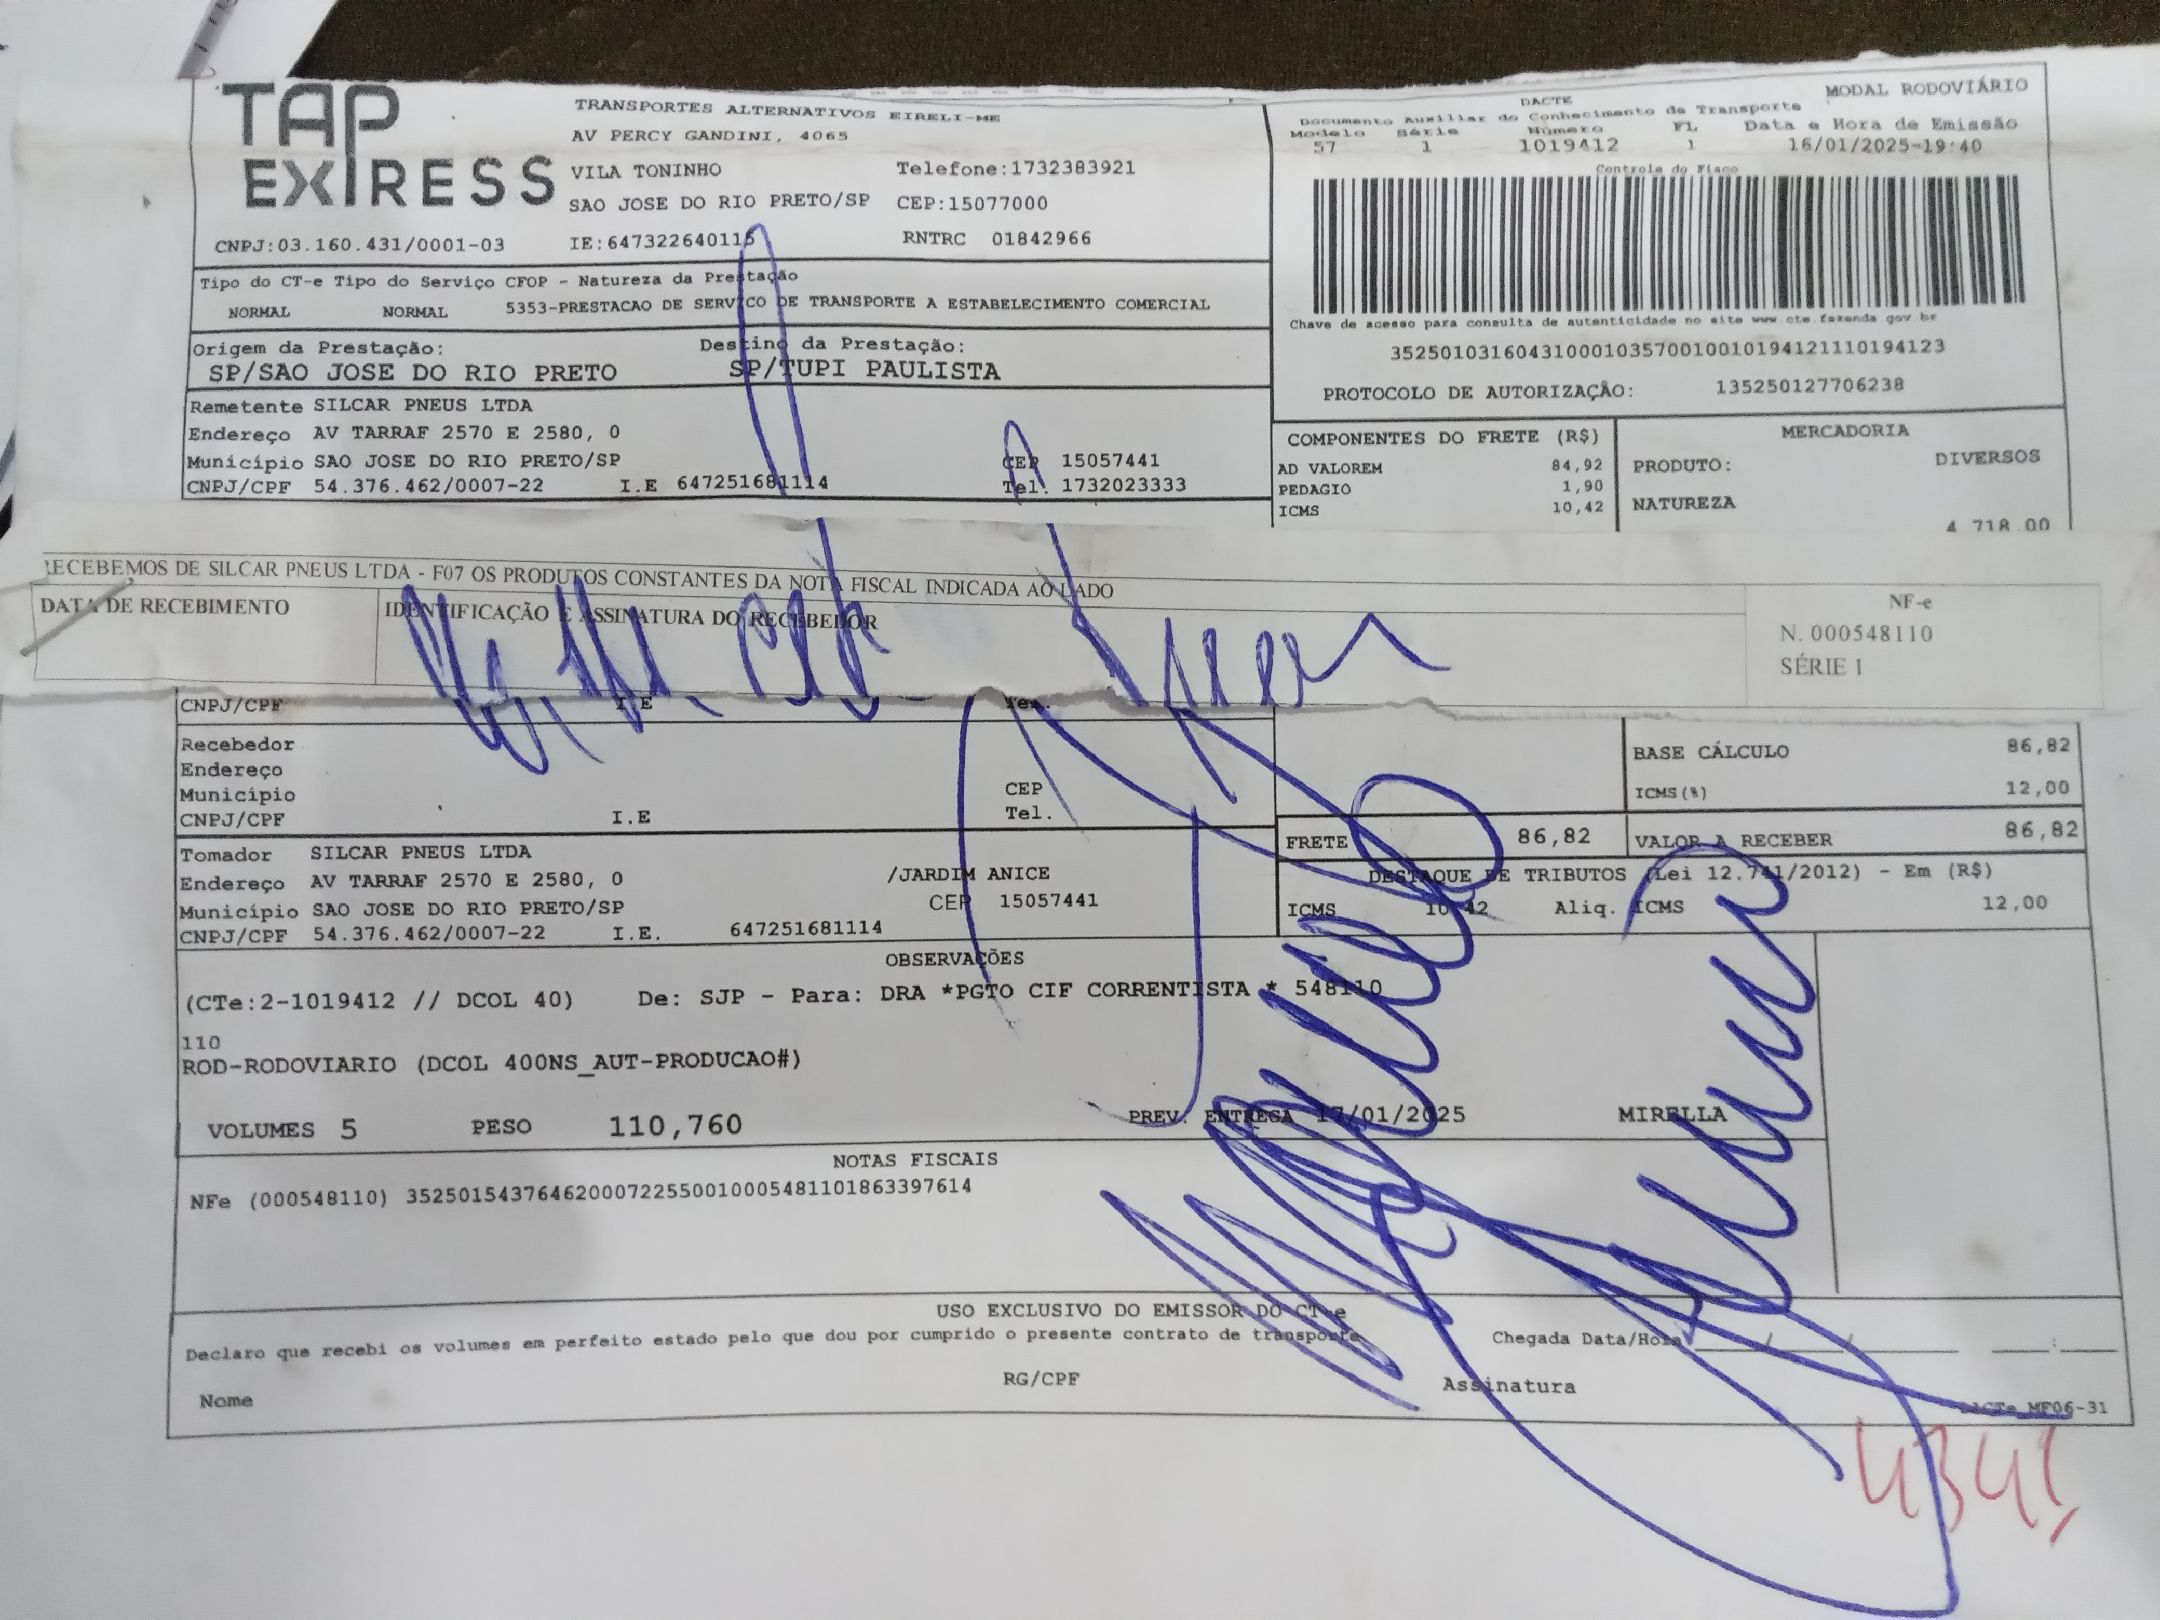 TAP EXPRESS
TRANSPORTES ALTERNATIVOS EIRELI-ME
AV PERCY GANDINI, 4065
VILA TONINHO Telefone:1732383921
SAO JOSE DO RIO PRETO/SP CEP:15077000
CNPJ:03.160.431/0001-03 IE:647322640115 RNTRC 01842966
MODAL RODOVIÁRIO
DACTE
Documento Auxiliar do Conhecimento de Transporte
Modelo Série Número FL Data e Hora de Emissão
57 1 1019412 1 16/01/2025-19:40
Controle do Fisco
Chave de acesso para consulta de autenticidade no site www.cte.fazenda gov br
35250103160431000103570010010194121110194123
PROTOCOLO DE AUTORIZAÇÃO: 135250127706238
Tipo do CT-e Tipo do Serviço CFOP - Natureza da Prestação
NORMAL NORMAL 5353-PRESTACAO DE SERVICO DE TRANSPORTE A ESTABELECIMENTO COMERCIAL
Origem da Prestação: Destino da Prestação:
SP/SAO JOSE DO RIO PRETO SP/TUPI PAULISTA
Remetente SILCAR PNEUS LTDA
Endereço AV TARRAF 2570 E 2580, 0
Município SAO JOSE DO RIO PRETO/SP CEP 15057441
CNPJ/CPF 54.376.462/0007-22 I.E 647251681114 Tel. 1732023333
COMPONENTES DO FRETE (R$)
AD VALOREM 84,92
PEDAGIO 1,90
ICMS 10,42
MERCADORIA
PRODUTO: DIVERSOS
NATUREZA
4.718.00
RECEBEMOS DE SILCAR PNEUS LTDA - F07 OS PRODUTOS CONSTANTES DA NOTA FISCAL INDICADA AO LADO
DATA DE RECEBIMENTO IDENTIFICAÇÃO E ASSINATURA DO RECEBEDOR
NF-e
N. 000548110
SÉRIE 1
CNPJ/CPF I.E Tel.
Recebedor
Endereço
Município CEP
CNPJ/CPF I.E Tel.
BASE CÁLCULO 86,82
ICMS(%) 12,00
FRETE 86,82 VALOR A RECEBER 86,82
Tomador SILCAR PNEUS LTDA
Endereço AV TARRAF 2570 E 2580, 0 /JARDIM ANICE
Município SAO JOSE DO RIO PRETO/SP CEP 15057441
CNPJ/CPF 54.376.462/0007-22 I.E. 647251681114
DESTAQUE DE TRIBUTOS (Lei 12.741/2012) - Em (R$)
ICMS 10,42 Aliq. ICMS 12,00
OBSERVAÇÕES
(CTe:2-1019412 // DCOL 40) De: SJP - Para: DRA *PGTO CIF CORRENTISTA * 548110
110
ROD-RODOVIARIO (DCOL 400NS_AUT-PRODUCAO#)
VOLUMES 5 PESO 110,760 PREV. ENTREGA 17/01/2025 MIRELLA
NOTAS FISCAIS
NFe (000548110) 35250154376462000722550010005481101863397614
USO EXCLUSIVO DO EMISSOR DO CT-e
Declaro que recebi os volumes em perfeito estado pelo que dou por cumprido o presente contrato de transporte Chegada Data/Hora ___/___/___ ___:___
Nome RG/CPF Assinatura
DACTe MF06-31